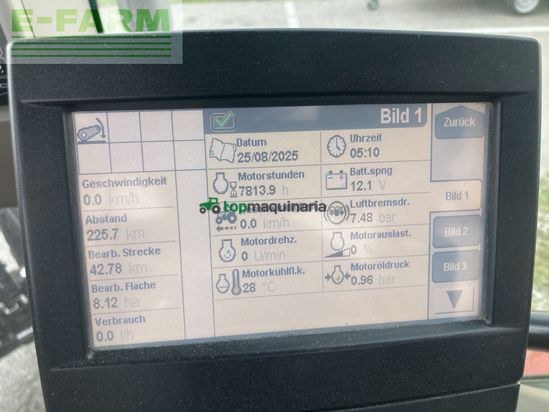 E-FARM
Bild 1
Zurück
Datum
25/08/2025
Uhrzeit
05:10
Geschwindigkeit
0.0 km/h
Motorstunden
7813.9 h
Batt.spng
12.1 V
Bild 1
Abstand
225.7 km
topmaquinaria
0.0 km/h
Luftbremsdr.
7.48 bar
Bearb. Strecke
42.78 km
Motordrehz.
0 U/min
Motorauslast.
0 %
Bild 2
Bearb. Fläche
8.12 ha
Motorkühlfl.k.
28 °C
Motoröldruck
0.96 bar
Bild 3
Verbrauch
0.0 l/h